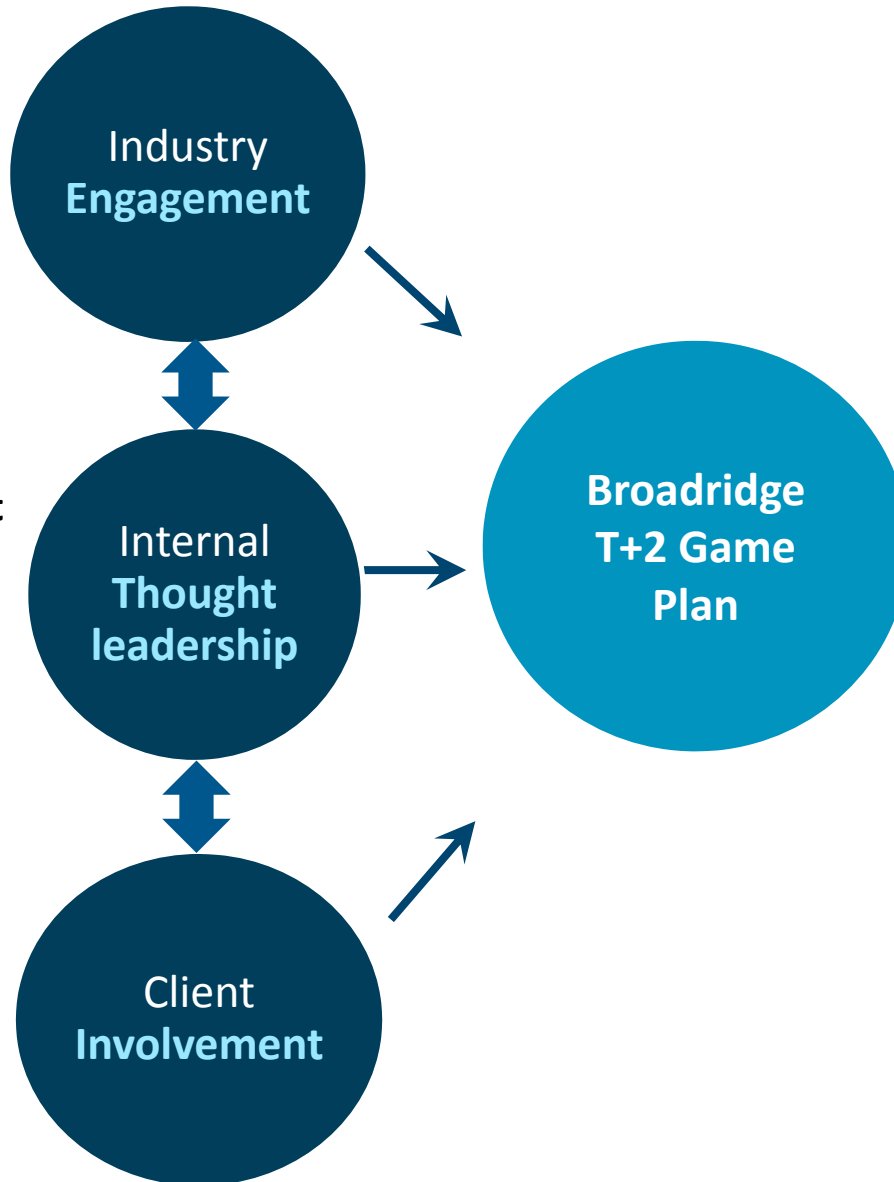 Industry
Engagement
Internal
Thought
leadership
Client
Involvement
Broadridge
T+2 Game
Plan